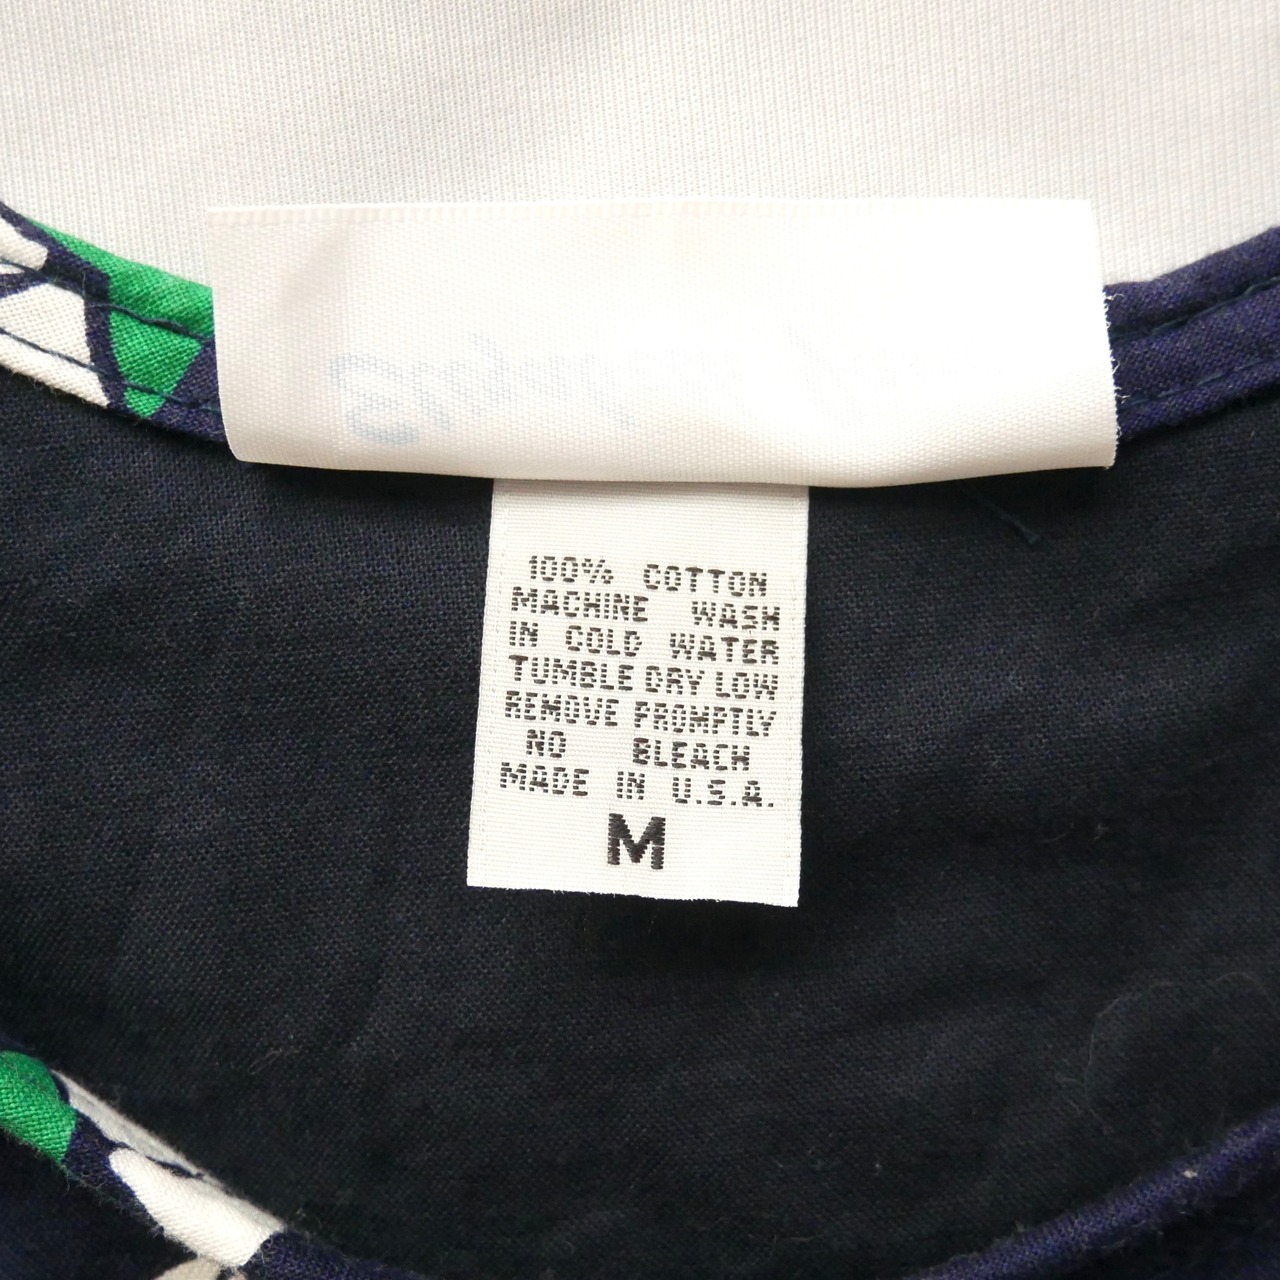 100% COTTON
MACHINE WASH
IN COLD WATER
TUMBLE DRY LOW
REMOVE PROMPTLY
NO BLEACH
MADE IN U.S.A.
M